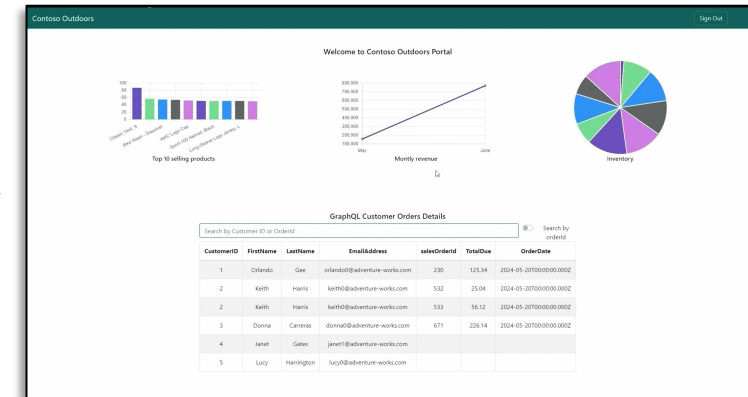 Contoso Outdoors
Sign Out
Welcome to Contoso Outdoors Portal
100
80
60
40
20
0
Classic Vest, S
Bike Wash - Dissolver
AWC Logo Cap
Sport-100 Helmet, Black
Long-Sleeve Logo Jersey, L
Top 10 selling products
800,000
700,000
600,000
500,000
400,000
300,000
200,000
100,000
May
June
Montly revenue
Inventory
GraphQL Customer Orders Details
Search by Customer ID or OrderId
Search by
orderid
CustomerID FirstName LastName EmailAddress salesOrderId TotalDue OrderDate
1 Orlando Gee orlando0@adventure-works.com 230 125.34 2024-05-20T00:00:00.000Z
2 Keith Harris keith0@adventure-works.com 532 25.04 2024-05-20T00:00:00.000Z
2 Keith Harris keith0@adventure-works.com 533 56.12 2024-05-20T00:00:00.000Z
3 Donna Carreras donna0@adventure-works.com 671 226.14 2024-05-20T00:00:00.000Z
4 Janet Gates janet1@adventure-works.com
5 Lucy Harrington lucy0@adventure-works.com